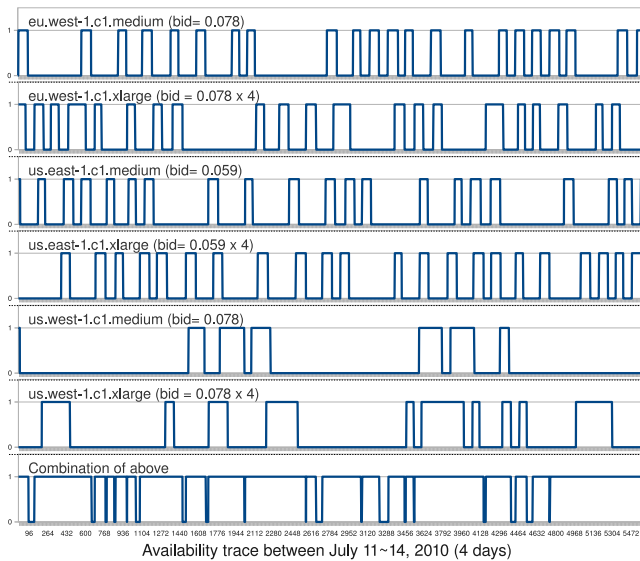 eu.west-1.c1.medium (bid= 0.078)
1
0
eu.west-1.c1.xlarge (bid = 0.078 x 4)
1
0
us.east-1.c1.medium (bid= 0.059)
1
0
us.east-1.c1.xlarge (bid= 0.059 x 4)
1
0
us.west-1.c1.medium (bid= 0.078)
1
0
us.west-1.c1.xlarge (bid= 0.078 x 4)
1
0
Combination of above
1
0
96 264 432 600 768 936 1104 1272 1440 1608 1776 1944 2112 2280 2448 2616 2784 2952 3120 3288 3456 3624 3792 3960 4128 4296 4464 4632 4800 4968 5136 5304 5472
Availability trace between July 11~14, 2010 (4 days)